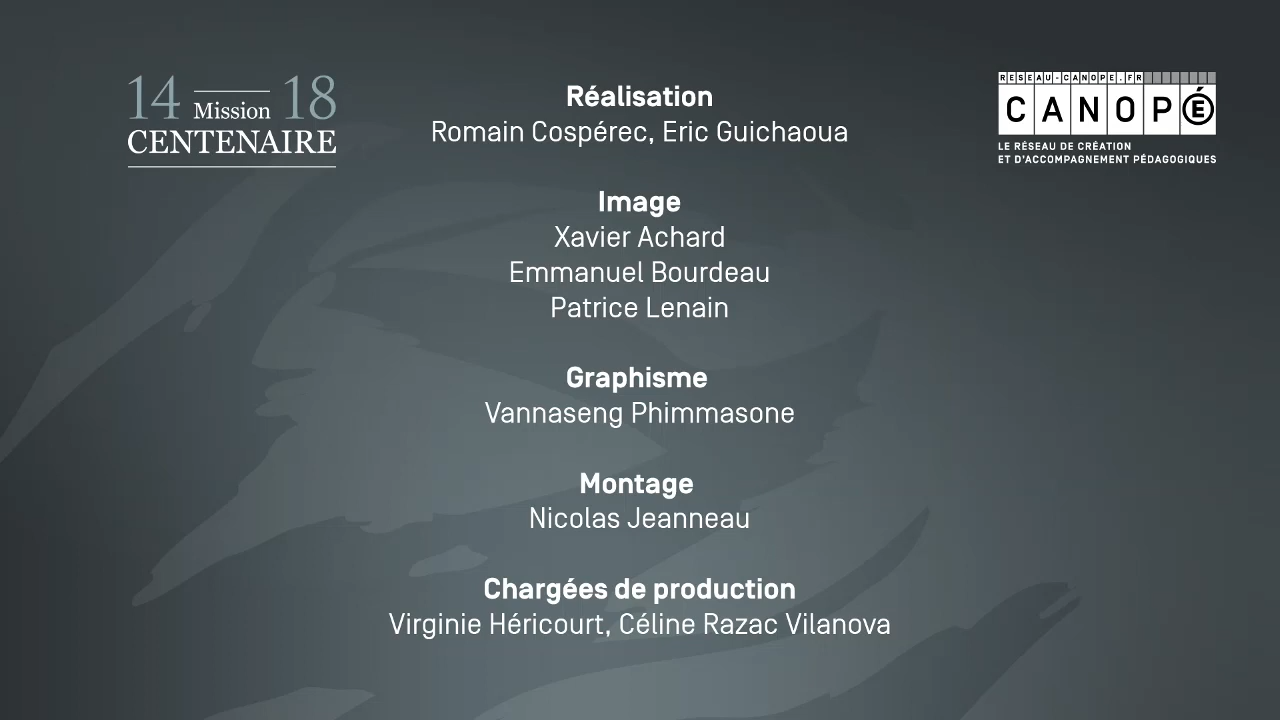 14 Mission 18
CENTENAIRE
Réalisation
Romain Cospérec, Eric Guichaoua
Image
Xavier Achard
Emmanuel Bourdeau
Patrice Lenain
Graphisme
Vannaseng Phimmasone
Montage
Nicolas Jeanneau
Chargées de production
Virginie Héricourt, Céline Razac Vilanova
RESEAU-CANOPE.FR
CANOPÉ
LE RÉSEAU DE CRÉATION
ET D'ACCOMPAGNEMENT PÉDAGOGIQUES